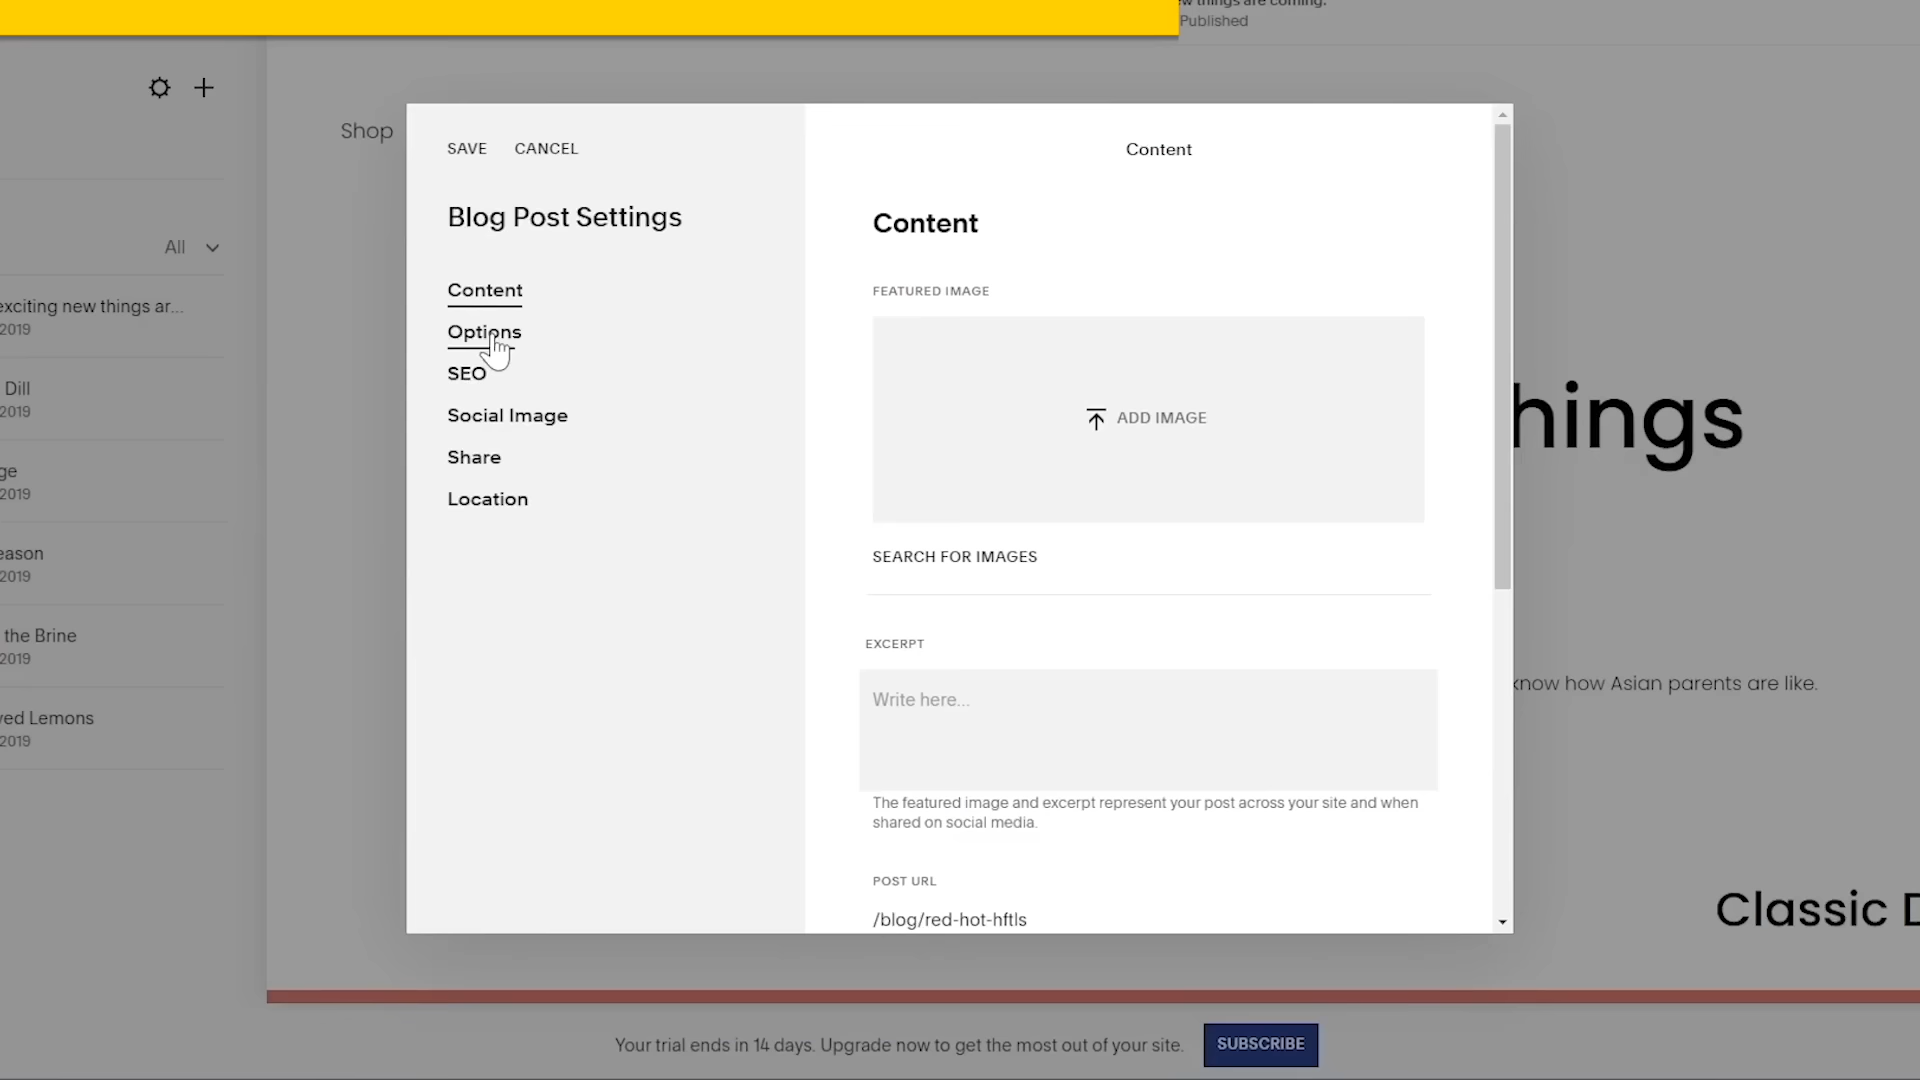 things are coming.
Published
Shop
SAVE CANCEL
Content
Blog Post Settings
Content
All
Content
FEATURED IMAGE
exciting new things ar...
2019
Options
SEO
Dill
2019
Social Image
ADD IMAGE
hings
Share
ge
2019
Location
eason
2019
SEARCH FOR IMAGES
the Brine
2019
EXCERPT
Write here...
know how Asian parents are like.
ved Lemons
2019
The featured image and excerpt represent your post across your site and when
shared on social media.
POST URL
/blog/red-hot-hftls
Classic D
Your trial ends in 14 days. Upgrade now to get the most out of your site.
SUBSCRIBE